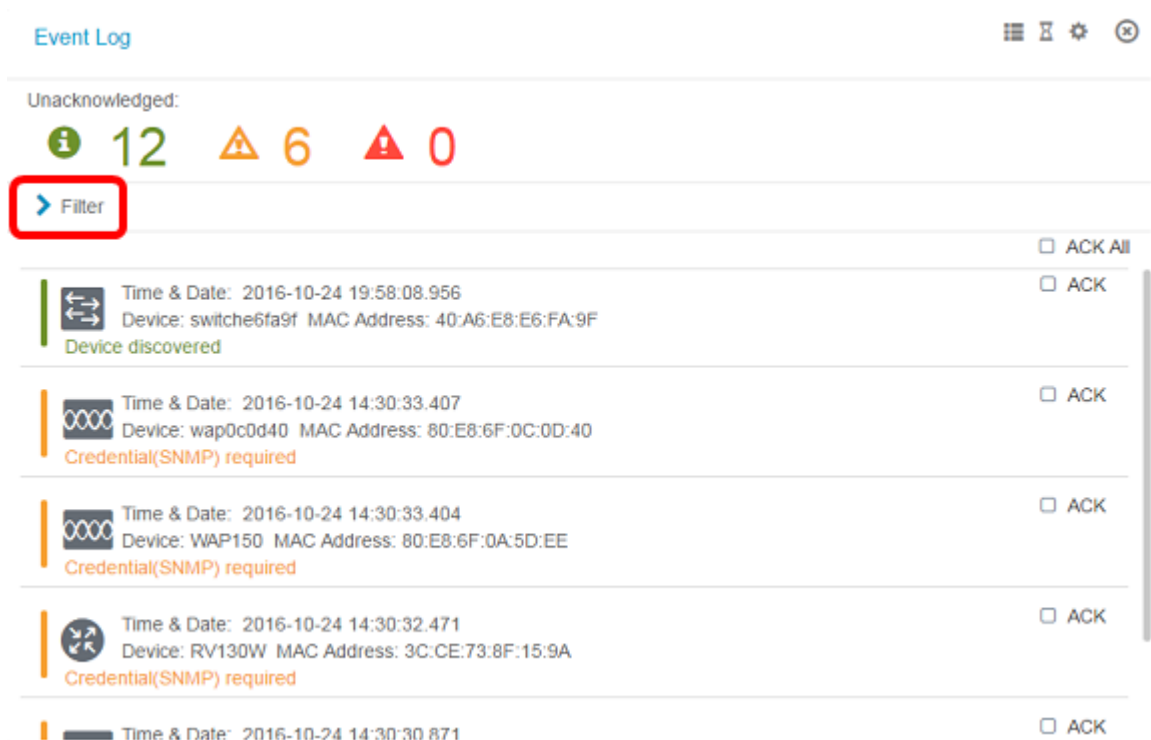 Event Log
Unacknowledged:
12 6 0
Filter
ACK All
Time & Date: 2016-10-24 19:58:08.956 ACK
Device: switche6fa9f MAC Address: 40:A6:E8:E6:FA:9F
Device discovered
Time & Date: 2016-10-24 14:30:33.407 ACK
Device: wap0c0d40 MAC Address: 80:E8:6F:0C:0D:40
Credential(SNMP) required
Time & Date: 2016-10-24 14:30:33.404 ACK
Device: WAP150 MAC Address: 80:E8:6F:0A:5D:EE
Credential(SNMP) required
Time & Date: 2016-10-24 14:30:32.471 ACK
Device: RV130W MAC Address: 3C:CE:73:8F:15:9A
Credential(SNMP) required
Time & Date: 2016-10-24 14:30:30.871 ACK